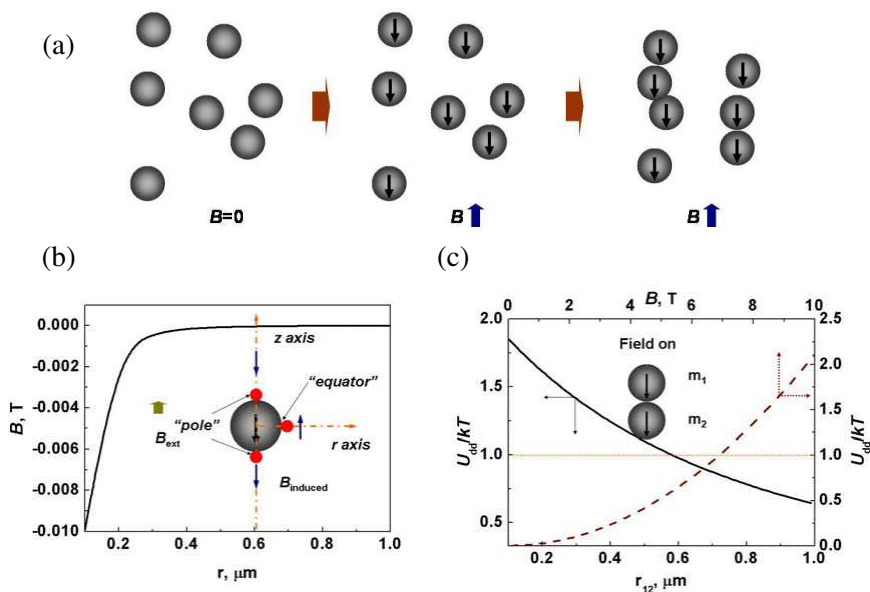 (a)
B=0
B
B
(b)
(c)
0.000
-0.002
-0.004
-0.006
-0.008
-0.010
B, T
0.2 0.4 0.6 0.8 1.0
r, μm
z axis
"equator"
"pole"
B_ext
r axis
B_induced
0 2 4 6 8 10
B, T
2.0
1.5
1.0
0.5
U_dd/kT
2.5
2.0
1.5
1.0
0.5
0.0
U_dd/kT
Field on
m_1
m_2
0.2 0.4 0.6 0.8 1.0
r_12, μm